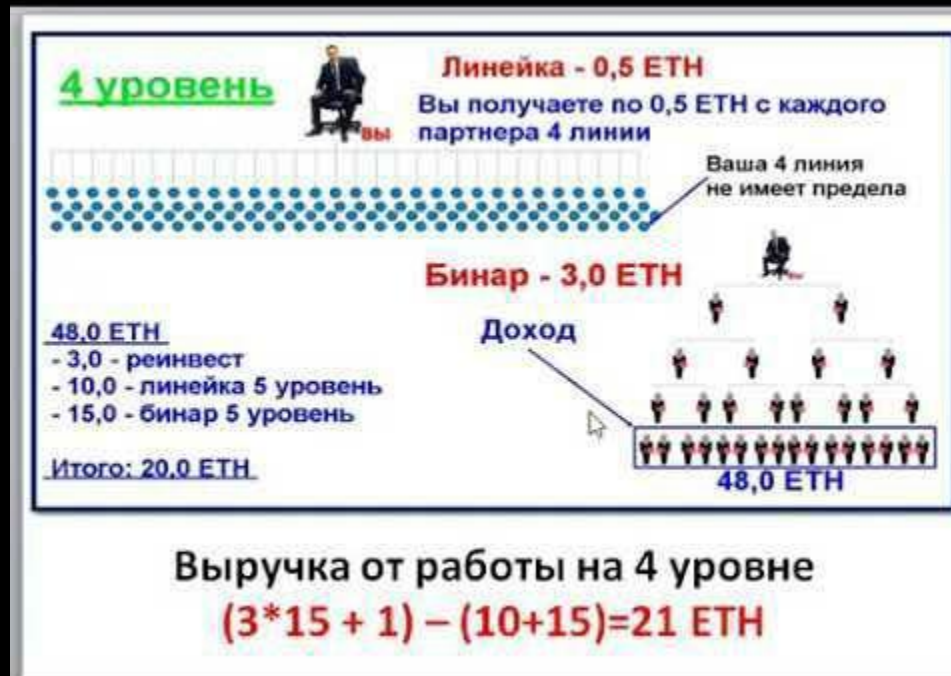 4 уровень
Линейка - 0,5 ETH
Вы получаете по 0,5 ETH с каждого
партнера 4 линии
вы
Ваша 4 линия
не имеет предела
Бинар - 3,0 ETH
вы
Доход
48,0 ETH
- 3,0 - реинвест
- 10,0 - линейка 5 уровень
- 15,0 - бинар 5 уровень
Итого: 20,0 ETH
48,0 ETH
Выручка от работы на 4 уровне
(3*15 + 1) – (10+15)=21 ETH